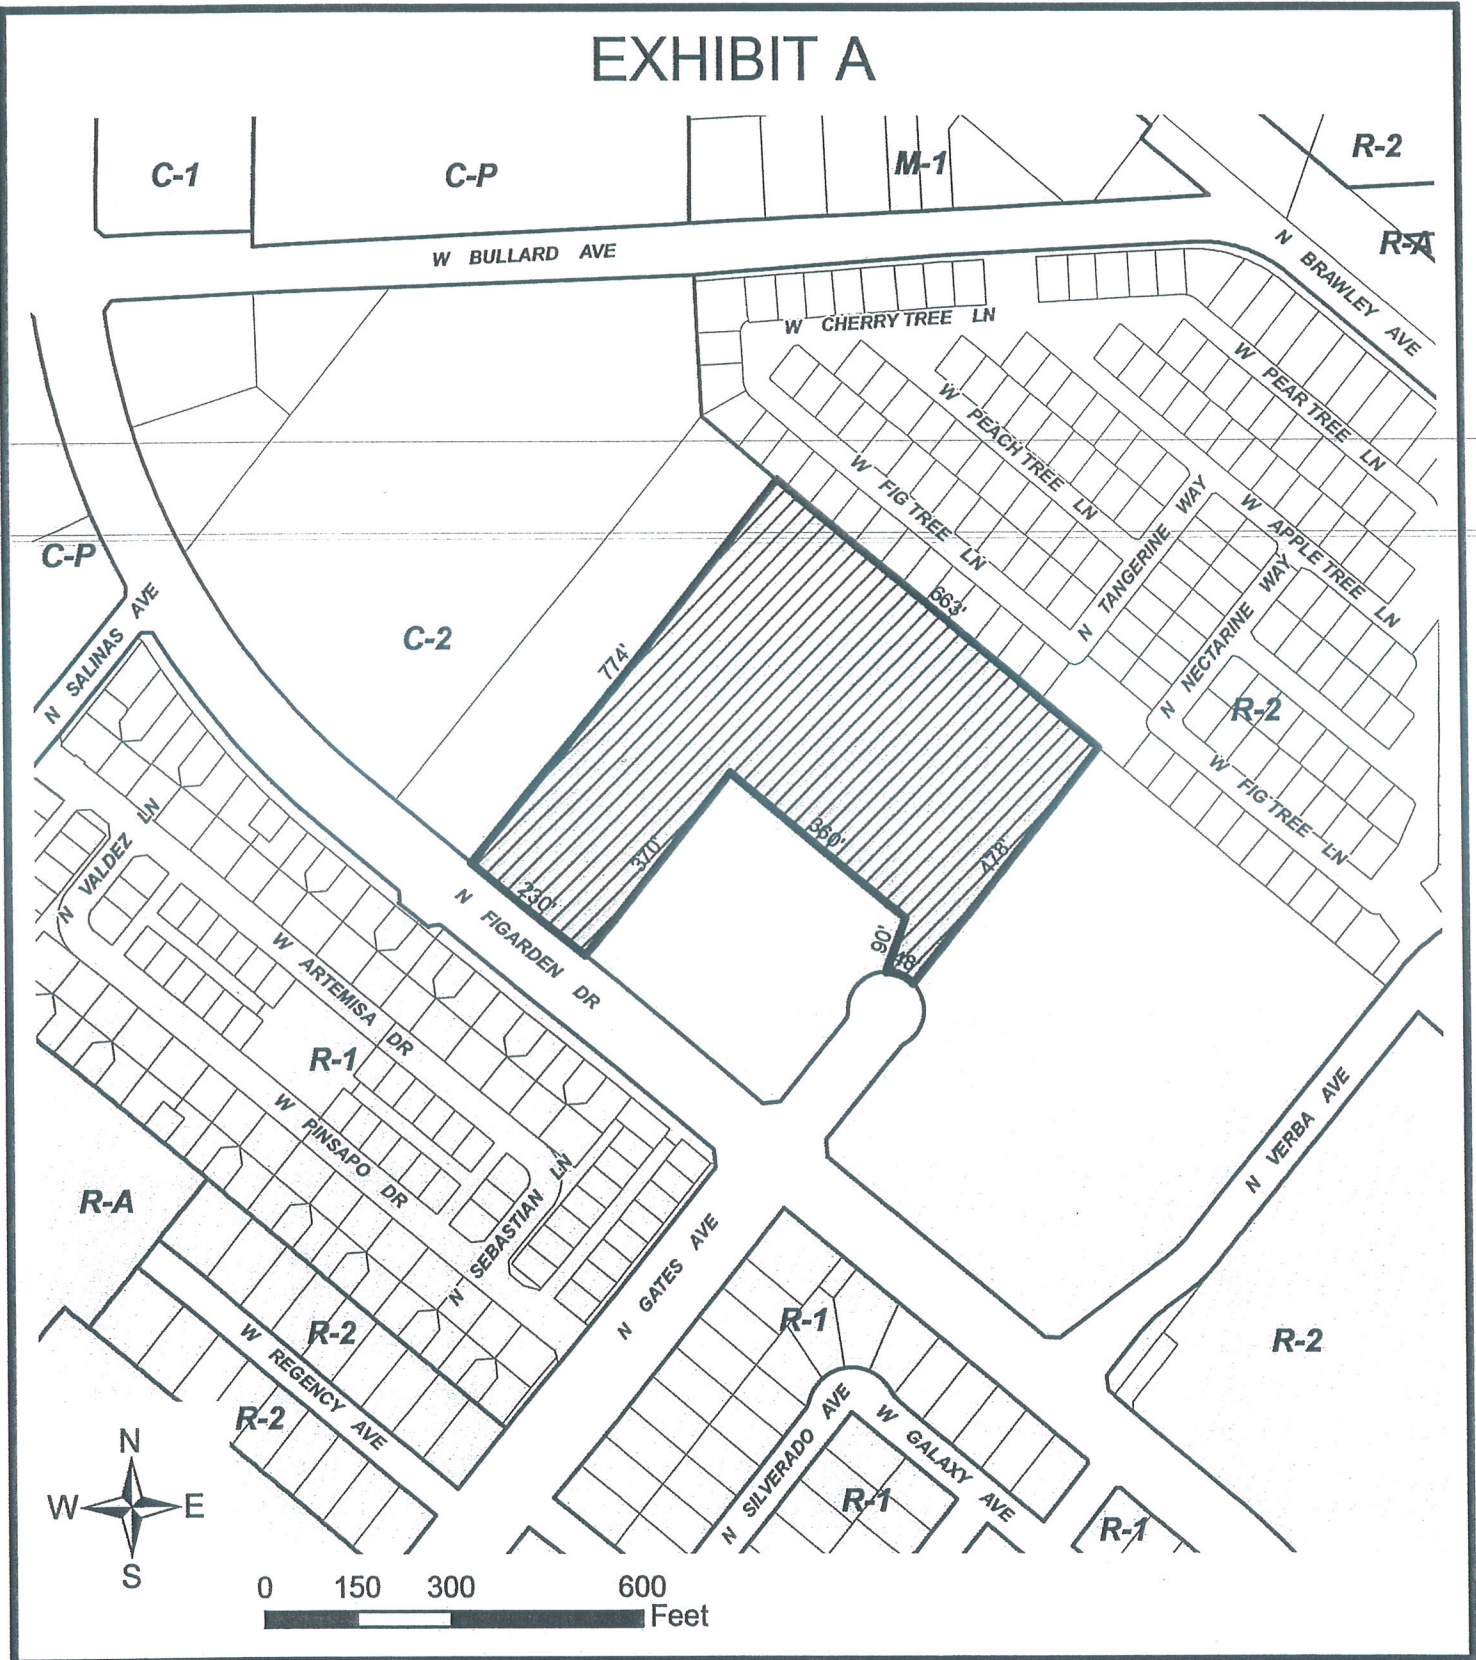 EXHIBIT A
C-1
C-P
M-1
R-2
R-A
W BULLARD AVE
N BRAWLEY AVE
W CHERRY TREE LN
W PEAR TREE LN
W PEACH TREE LN
W FIG TREE LN
N TANGERINE WAY
W APPLE TREE LN
N NECTARINE WAY
C-P
N SALINAS AVE
C-2
774'
663'
R-2
W FIG TREE LN
N VALDEZ LN
370'
360'
478'
230'
90'
48'
N FIGARDEN DR
W ARTEMISA DR
R-1
W PINSAPO DR
N SEBASTIAN LN
N VERBA AVE
R-A
N GATES AVE
R-2
R-1
R-2
W REGENCY AVE
R-2
N SILVERADO AVE
W GALAXY AVE
R-1
R-1
N
W E
S
0 150 300 600
Feet